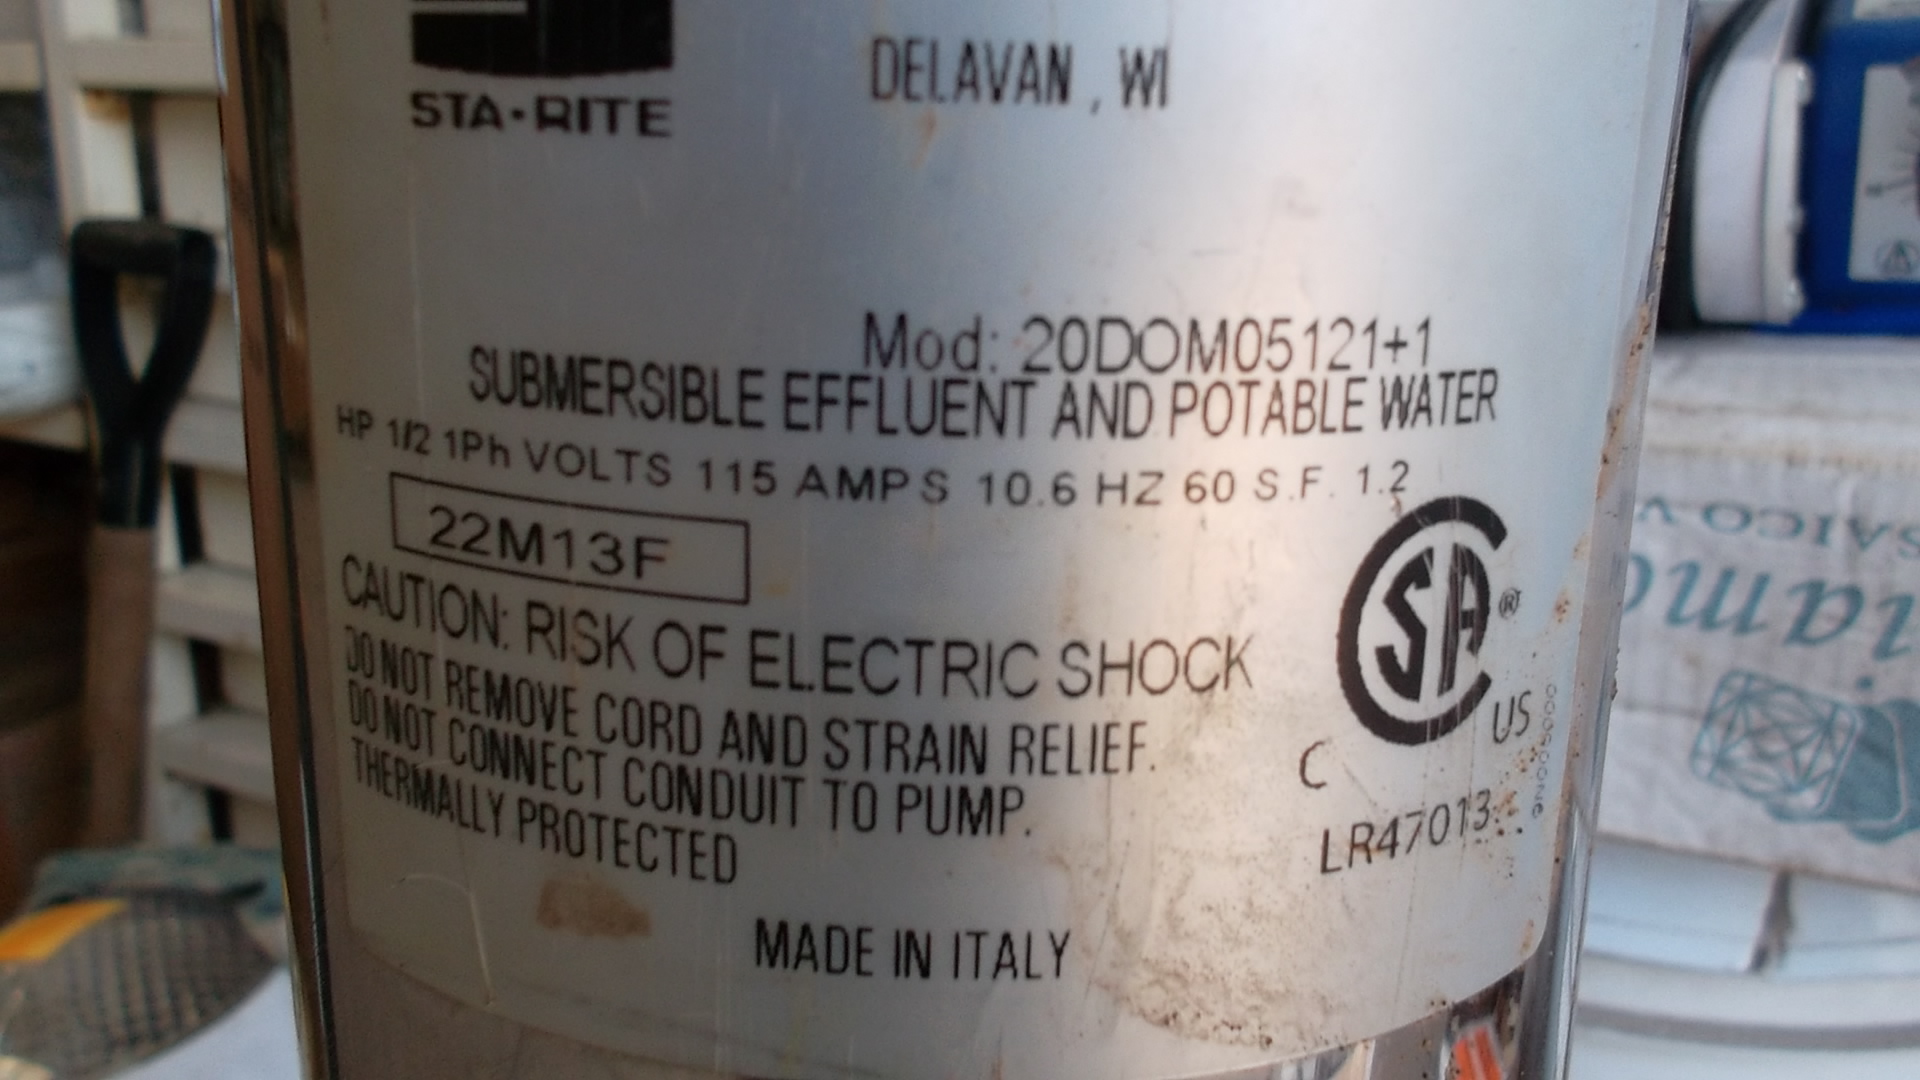 STA-RITE
DELAVAN, WI
Mod: 20DOM05121+1
SUBMERSIBLE EFFLUENT AND POTABLE WATER
HP 1/2 1Ph VOLTS 115 AMPS 10.6 HZ 60 S.F. 1.2
22M13F
CAUTION: RISK OF ELECTRIC SHOCK
DO NOT REMOVE CORD AND STRAIN RELIEF.
DO NOT CONNECT CONDUIT TO PUMP.
THERMALLY PROTECTED
SA ®
C US
LR47013
MADE IN ITALY